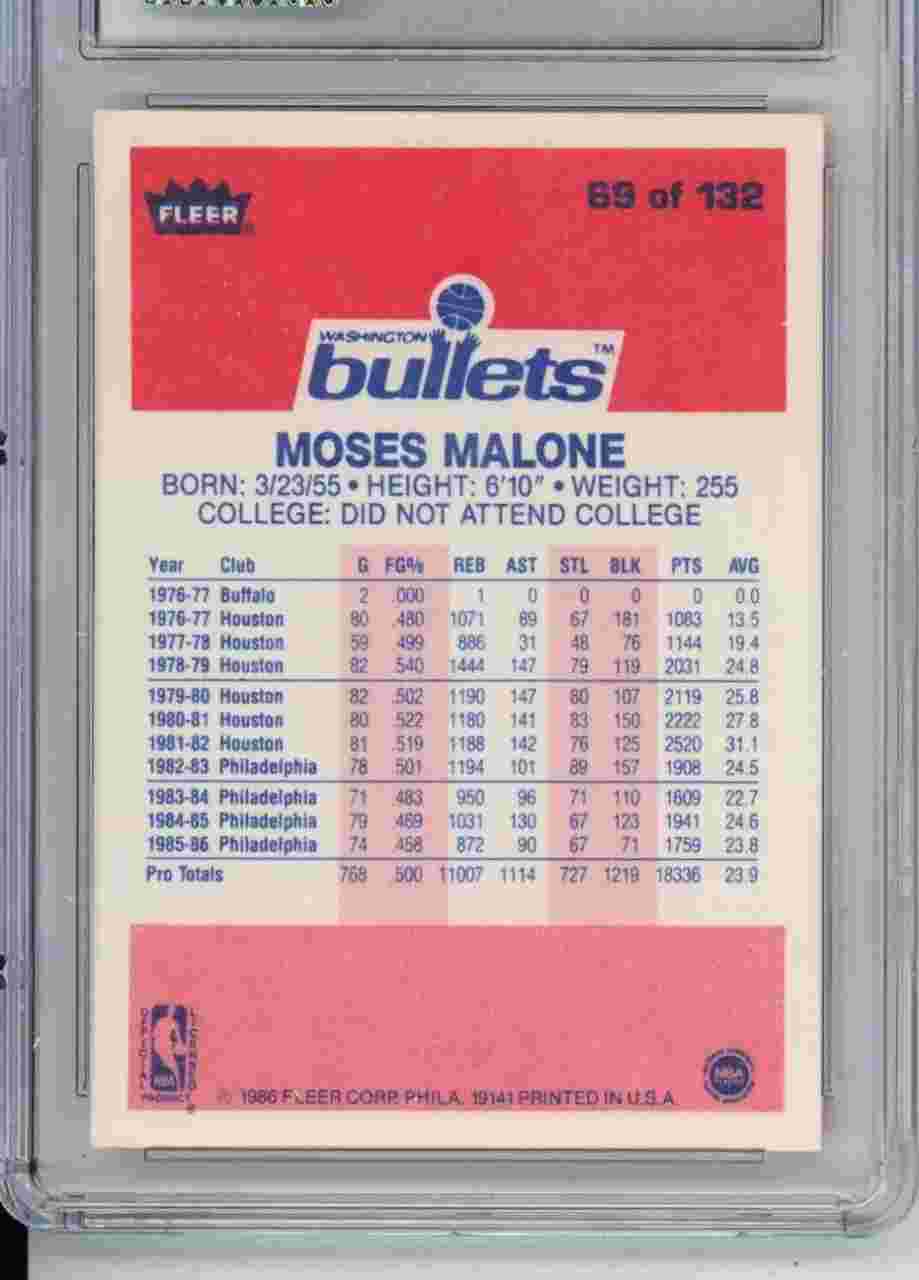 FLEER
69 of 132
WASHINGTON
bullets™
MOSES MALONE
BORN: 3/23/55 • HEIGHT: 6'10" • WEIGHT: 255
COLLEGE: DID NOT ATTEND COLLEGE
Year Club G FG% REB AST STL BLK PTS AVG
1976-77 Buffalo 2 .000 1 0 0 0 0 0.0
1976-77 Houston 80 .480 1071 89 67 181 1083 13.5
1977-78 Houston 59 .499 886 31 48 76 1144 19.4
1978-79 Houston 82 .540 1444 147 79 119 2031 24.8
1979-80 Houston 82 .502 1190 147 80 107 2119 25.8
1980-81 Houston 80 .522 1180 141 83 150 2222 27.8
1981-82 Houston 81 .519 1188 142 76 125 2520 31.1
1982-83 Philadelphia 78 .501 1194 101 89 157 1908 24.5
1983-84 Philadelphia 71 .483 950 96 71 110 1609 22.7
1984-85 Philadelphia 79 .469 1031 130 67 123 1941 24.6
1985-86 Philadelphia 74 .458 872 90 67 71 1759 23.8
Pro Totals 768 .500 11007 1114 727 1219 18336 23.9
OFFICIAL LICENSED
NBA
PRODUCT
NBA
© 1986 FLEER CORP. PHILA. 19141 PRINTED IN U.S.A.